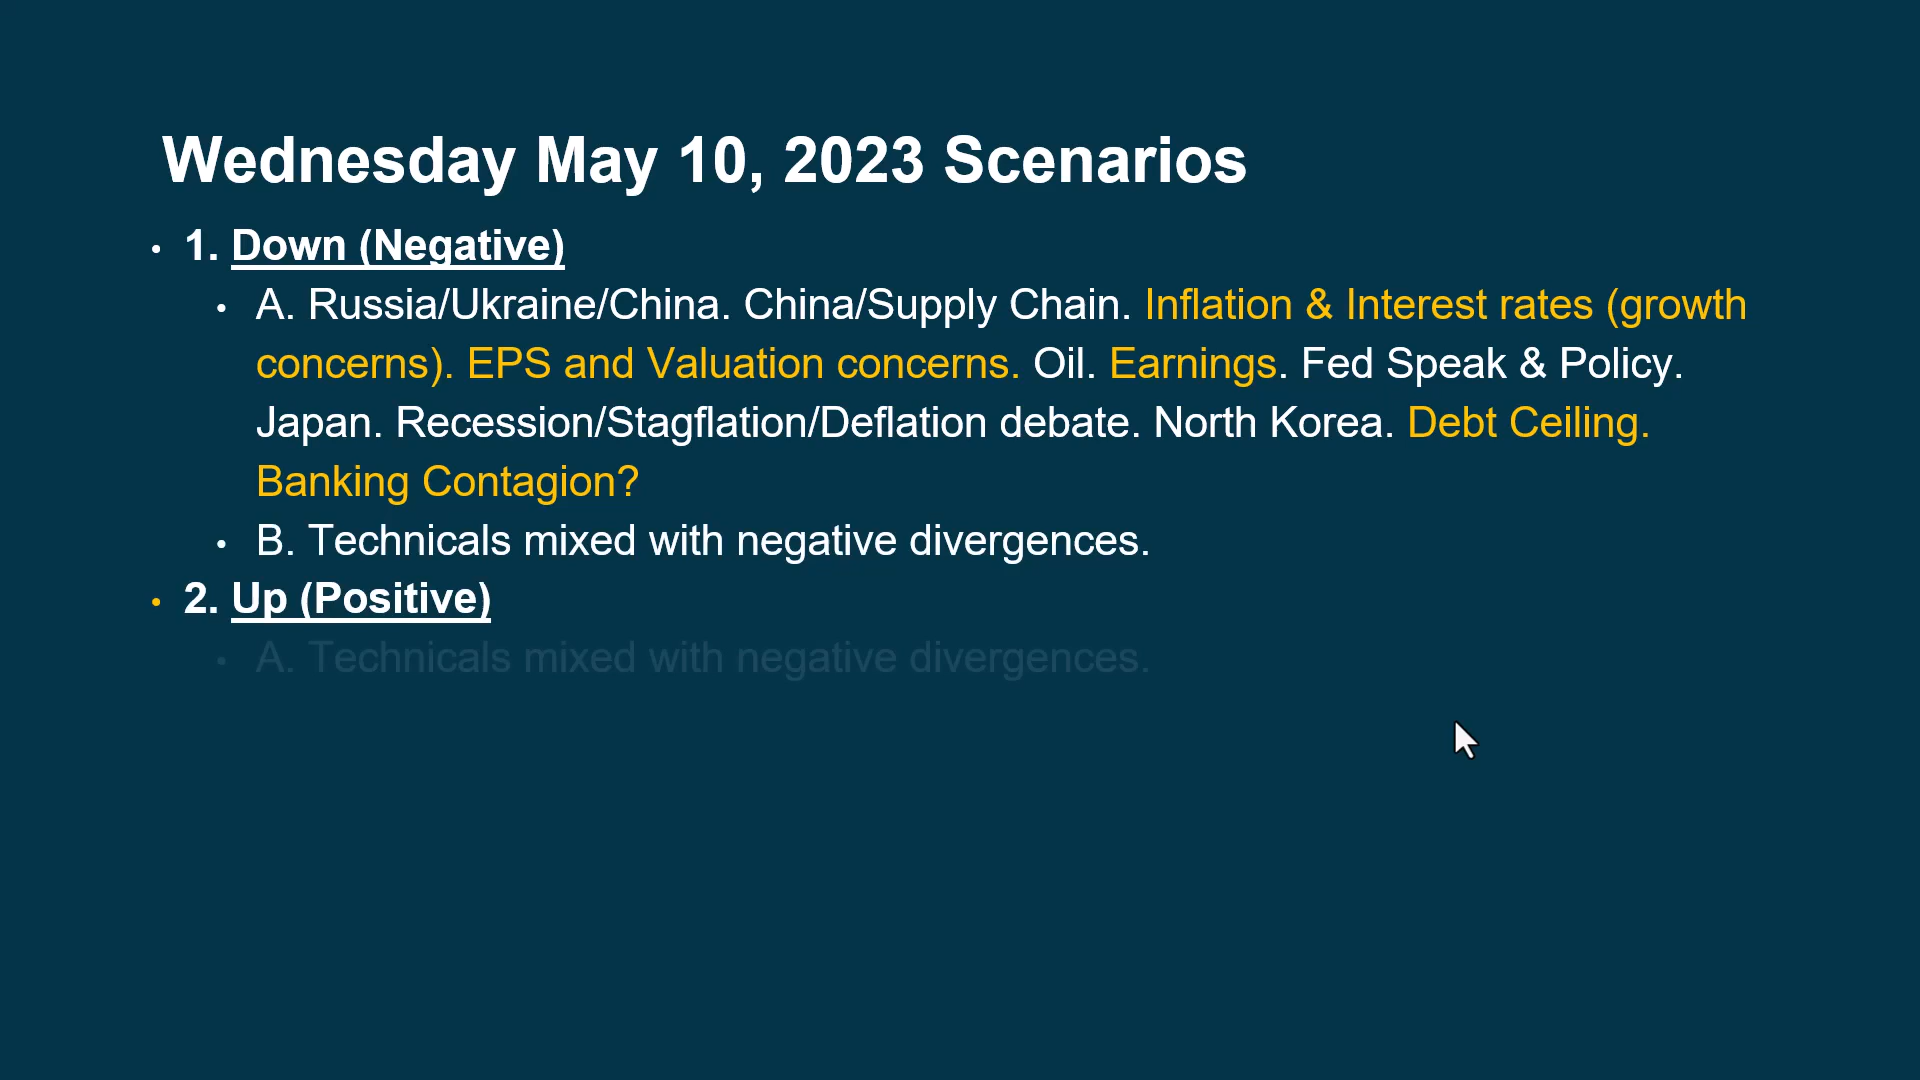 Wednesday May 10, 2023 Scenarios
• 1. Down (Negative)
• A. Russia/Ukraine/China. China/Supply Chain. Inflation & Interest rates (growth
concerns). EPS and Valuation concerns. Oil. Earnings. Fed Speak & Policy.
Japan. Recession/Stagflation/Deflation debate. North Korea. Debt Ceiling.
Banking Contagion?
• B. Technicals mixed with negative divergences.
• 2. Up (Positive)
• A. Technicals mixed with negative divergences.